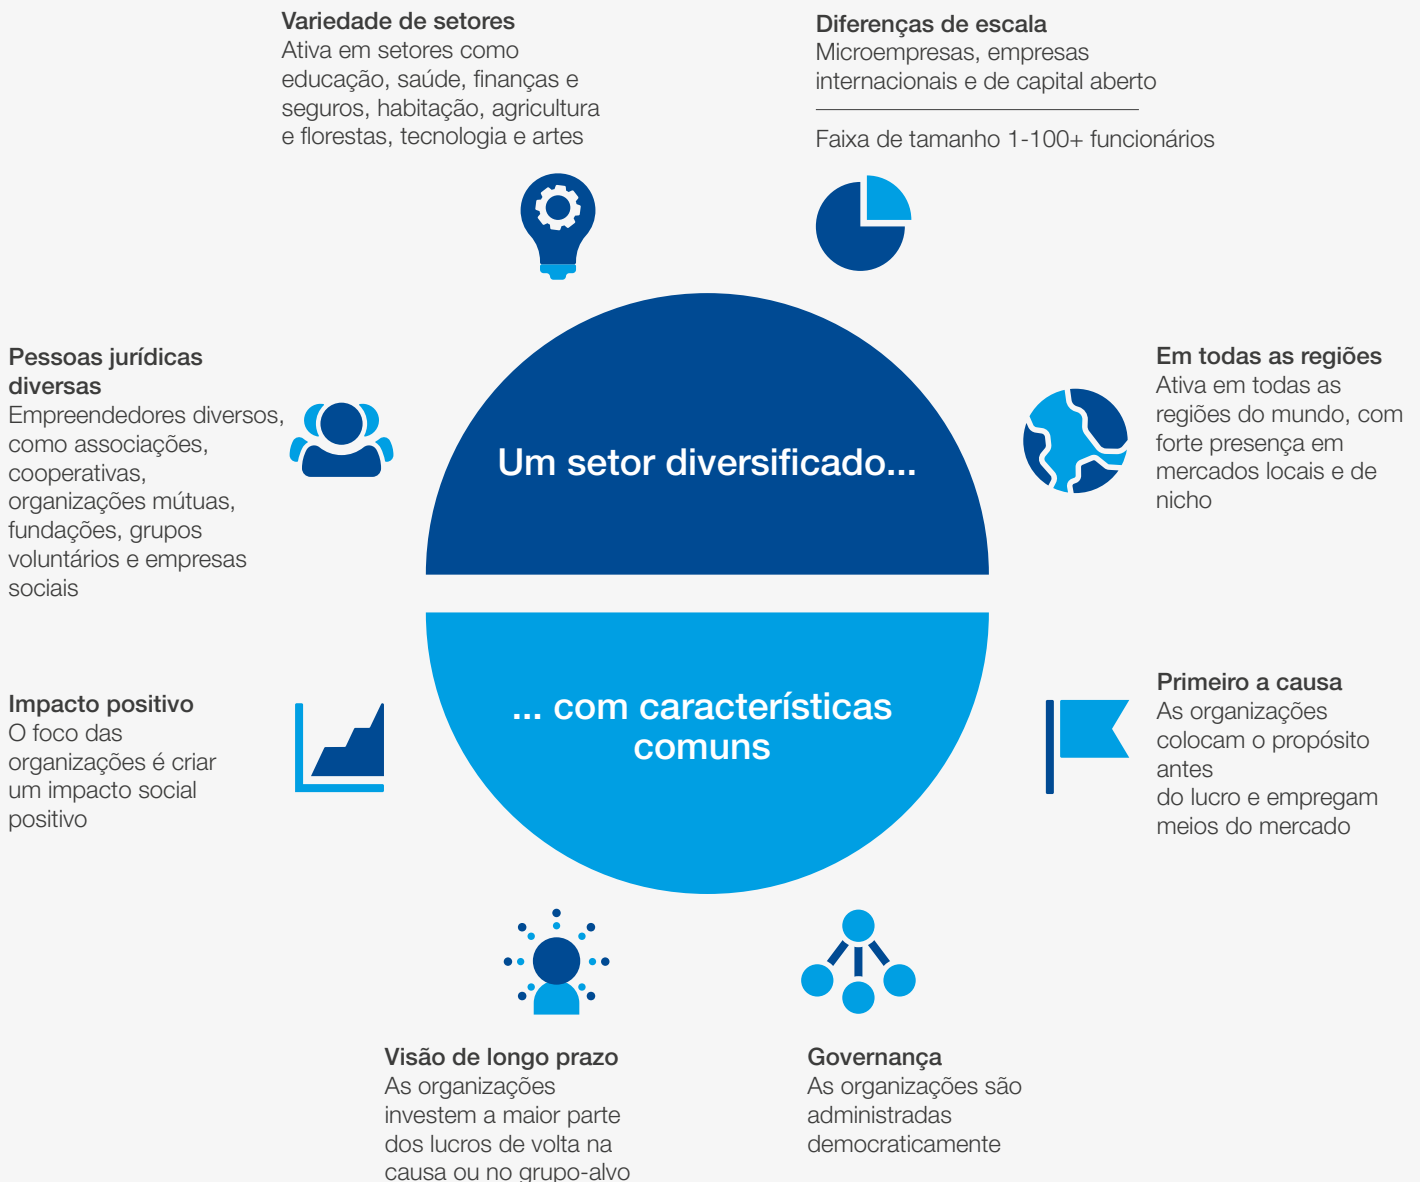 Variedade de setores
Ativa em setores como
educação, saúde, finanças e
seguros, habitação, agricultura
e florestas, tecnologia e artes
Diferenças de escala
Microempresas, empresas
internacionais e de capital aberto
Faixa de tamanho 1-100+ funcionários
Pessoas jurídicas
diversas
Empreendedores diversos,
como associações,
cooperativas,
organizações mútuas,
fundações, grupos
voluntários e empresas
sociais
Um setor diversificado...
Em todas as regiões
Ativa em todas as
regiões do mundo, com
forte presença em
mercados locais e de
nicho
Impacto positivo
O foco das
organizações é criar
um impacto social
positivo
... com características
comuns
Primeiro a causa
As organizações
colocam o propósito
antes
do lucro e empregam
meios do mercado
Visão de longo prazo
As organizações
investem a maior parte
dos lucros de volta na
causa ou no grupo-alvo
Governança
As organizações são
administradas
democraticamente